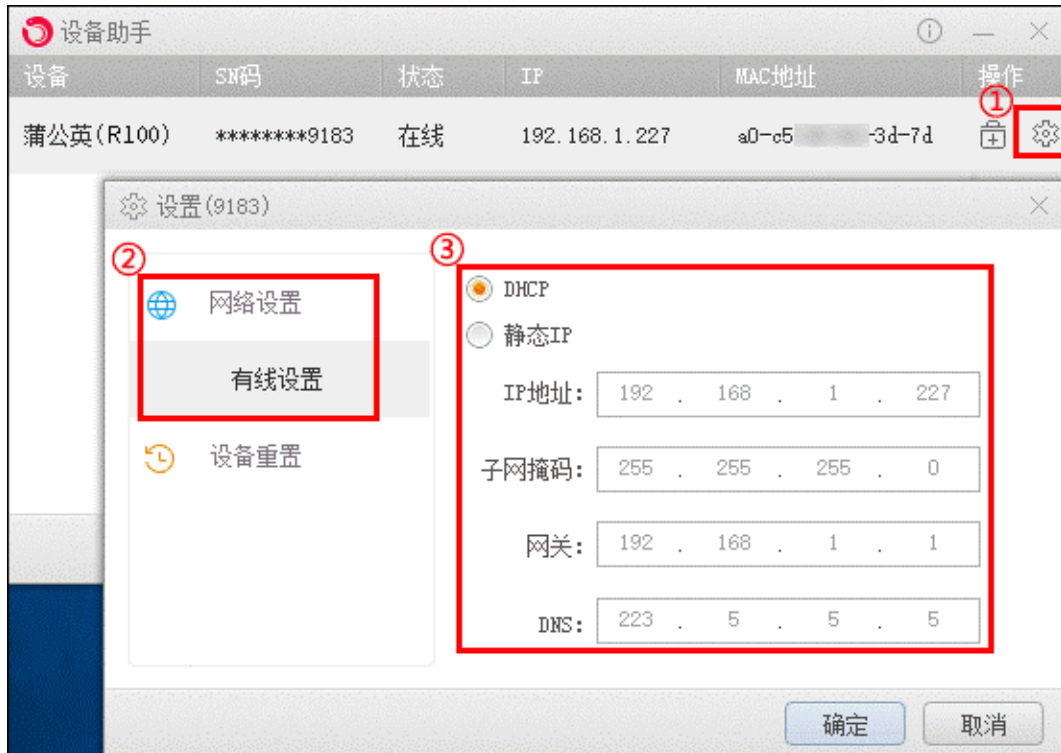 设备助手
设备 SN码 状态 IP MAC地址 操作
①
蒲公英(R100) ********9183 在线 192.168.1.227 a0-c5 -3d-7d
设置(9183)
② ③
网络设置
有线设置
设备重置
DHCP
静态IP
IP地址: 192 . 168 . 1 . 227
子网掩码: 255 . 255 . 255 . 0
网关: 192 . 168 . 1 . 1
DNS: 223 . 5 . 5 . 5
确定 取消